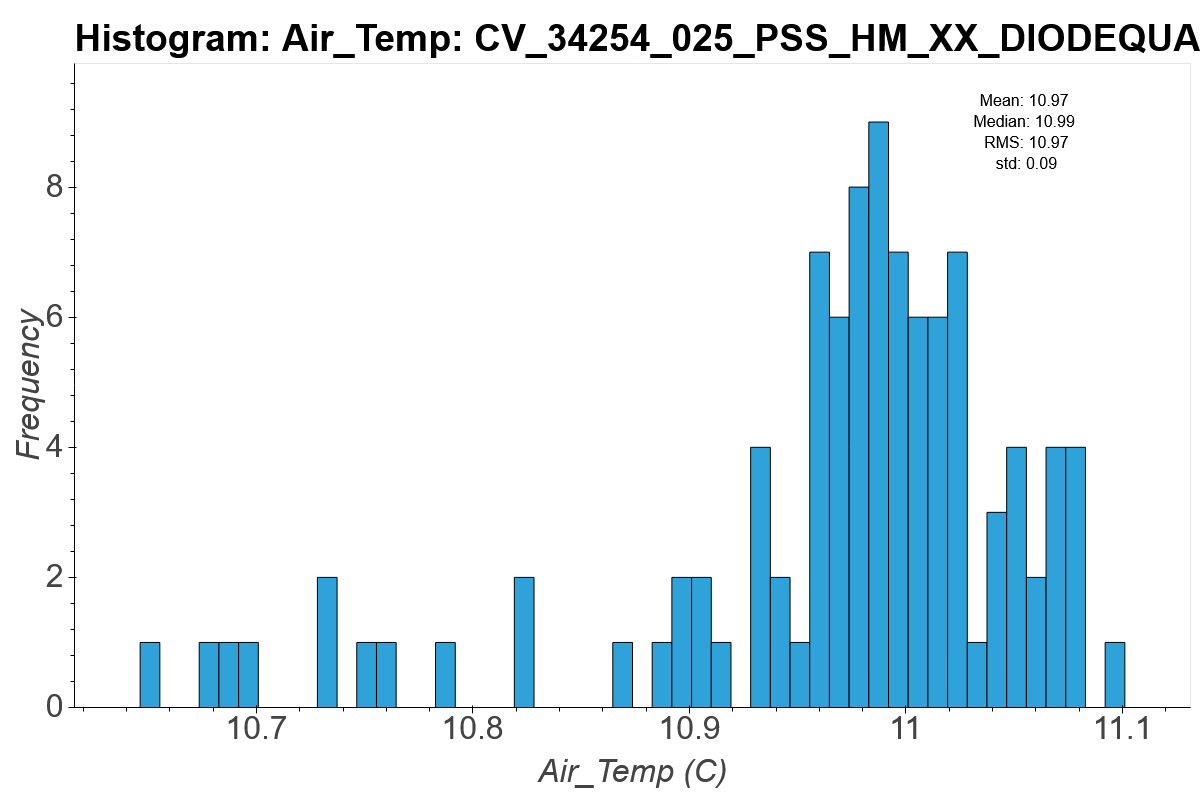 Histogram: Air_Temp: CV_34254_025_PSS_HM_XX_DIODEQUA
Mean: 10.97
Median: 10.99
RMS: 10.97
std: 0.09
Frequency
8
6
4
2
0
10.7 10.8 10.9 11 11.1
Air_Temp (C)